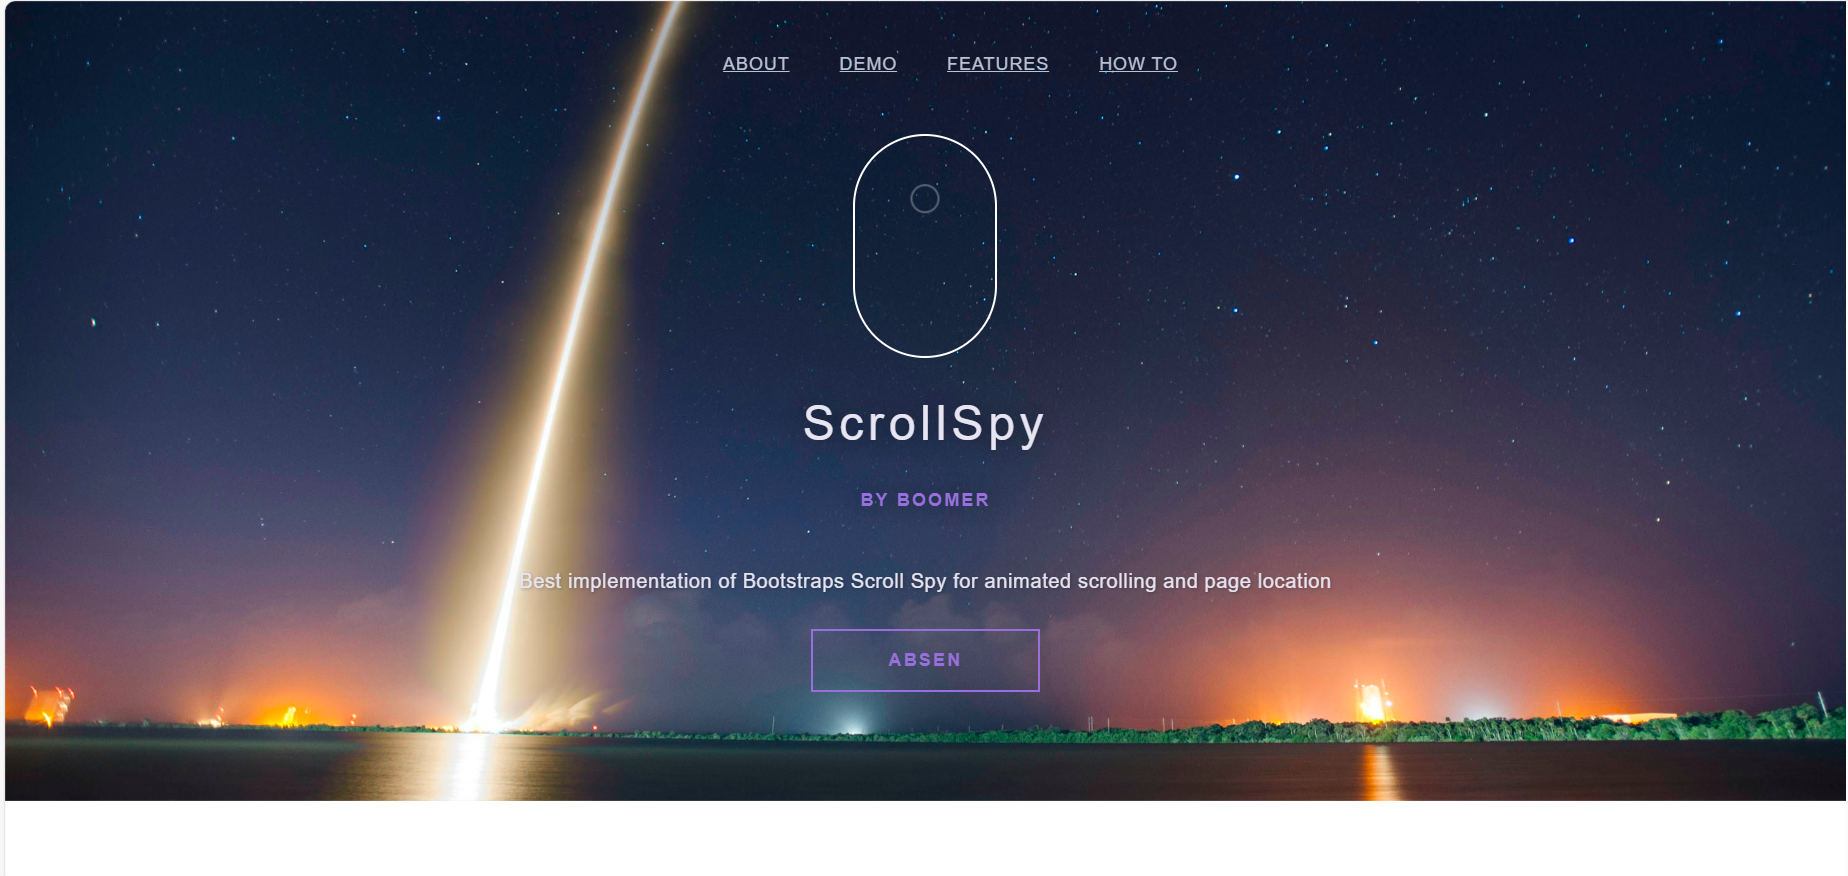 ABOUT DEMO FEATURES HOW TO
ScrollSpy
BY BOOMER
Best implementation of Bootstraps Scroll Spy for animated scrolling and page location
ABSEN